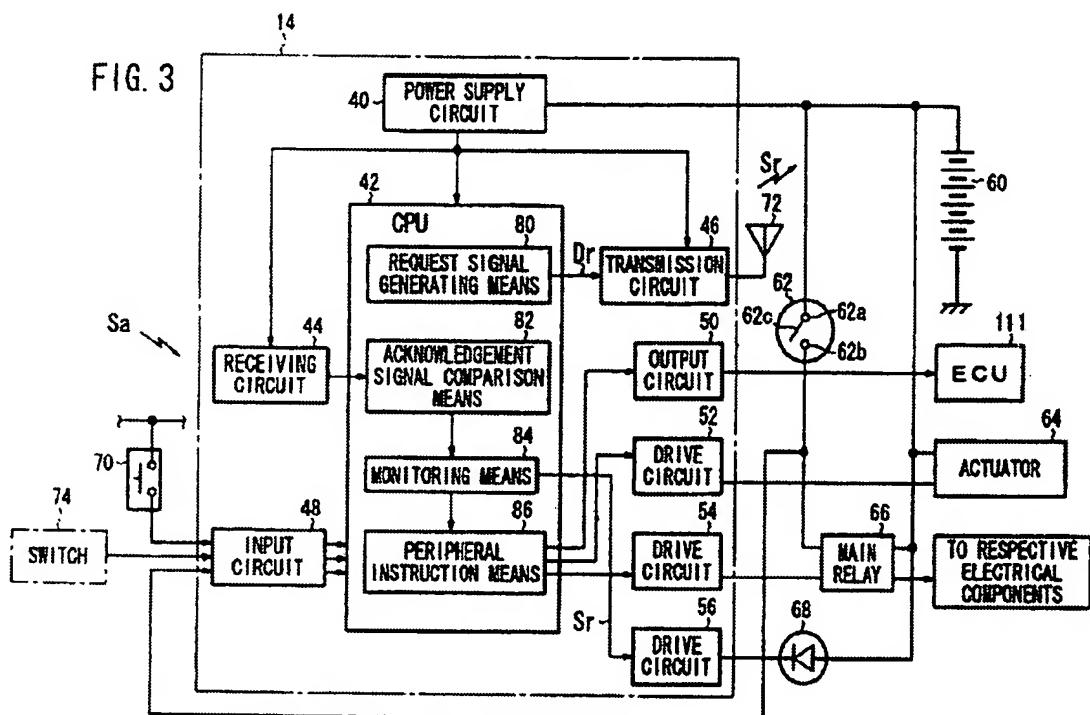 FIG. 3
14
40
POWER SUPPLY
CIRCUIT
Sr
72
60
42
CPU
80
REQUEST SIGNAL
GENERATING MEANS
Dr
46
TRANSMISSION
CIRCUIT
62
62c
62a
62b
Sa
44
RECEIVING
CIRCUIT
82
ACKNOWLEDGEMENT
SIGNAL COMPARISON
MEANS
50
OUTPUT
CIRCUIT
111
ECU
70
84
MONITORING MEANS
52
DRIVE
CIRCUIT
64
ACTUATOR
74
SWITCH
48
INPUT
CIRCUIT
86
PERIPHERAL
INSTRUCTION MEANS
54
DRIVE
CIRCUIT
66
MAIN
RELAY
TO RESPECTIVE
ELECTRICAL
COMPONENTS
Sr
56
DRIVE
CIRCUIT
68